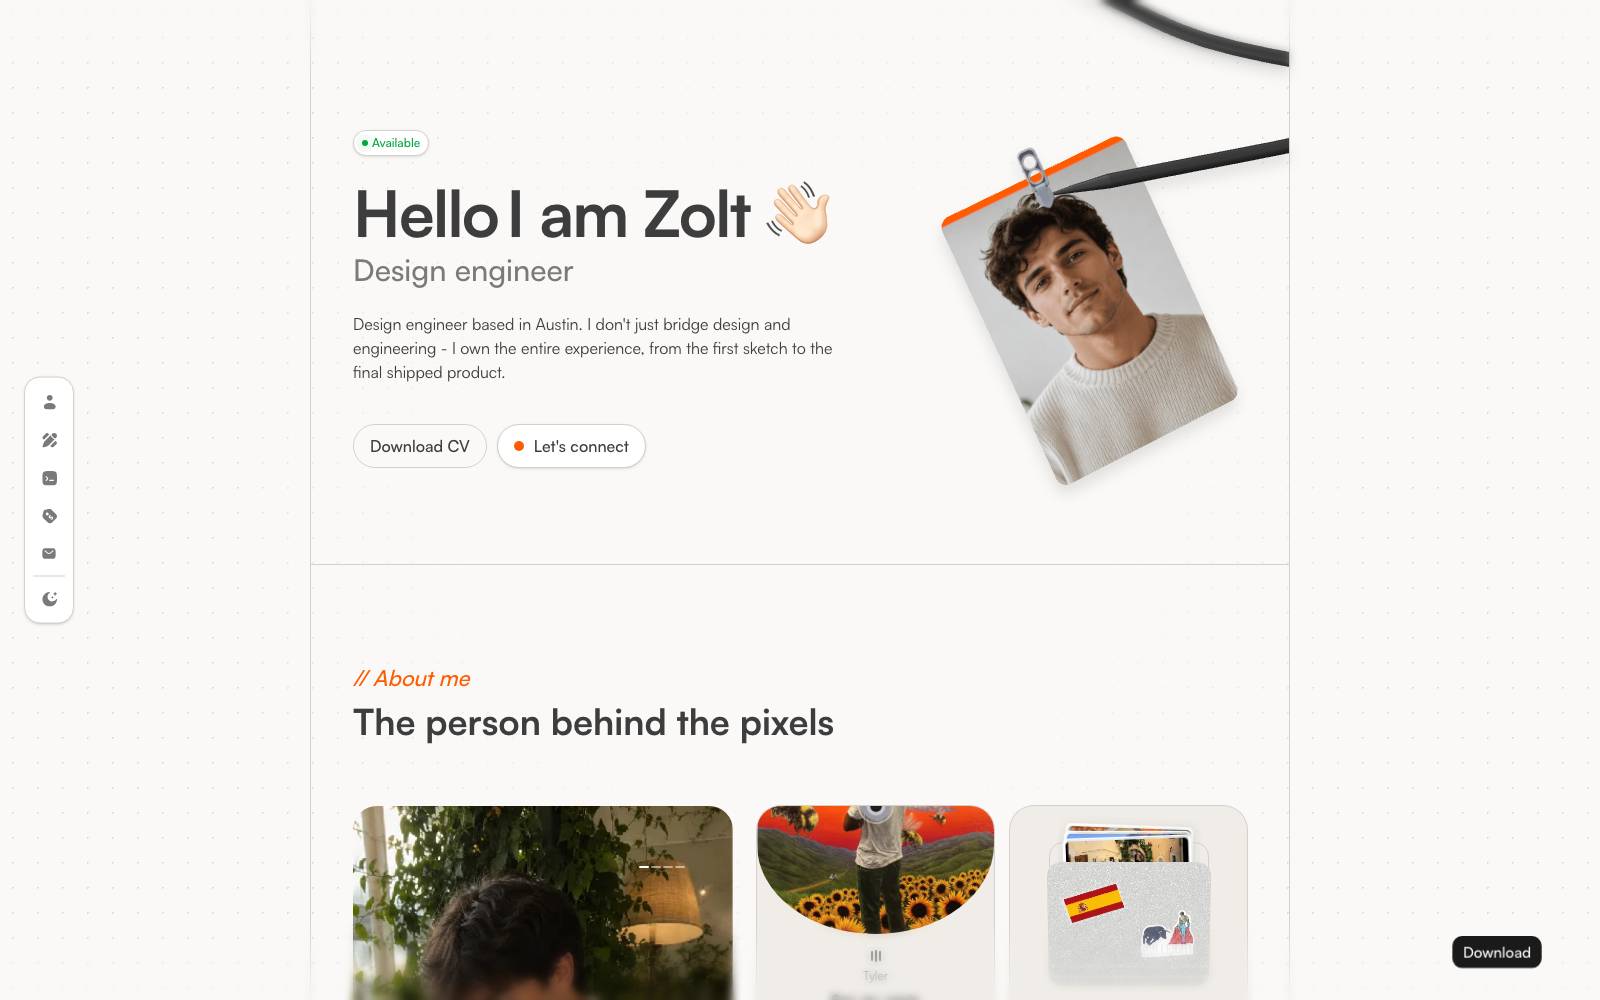 Available
Hello I am Zolt 👋🏻
Design engineer
Design engineer based in Austin. I don't just bridge design and
engineering - I own the entire experience, from the first sketch to the
final shipped product.
Download CV
Let's connect
// About me
The person behind the pixels
Tyler
Download